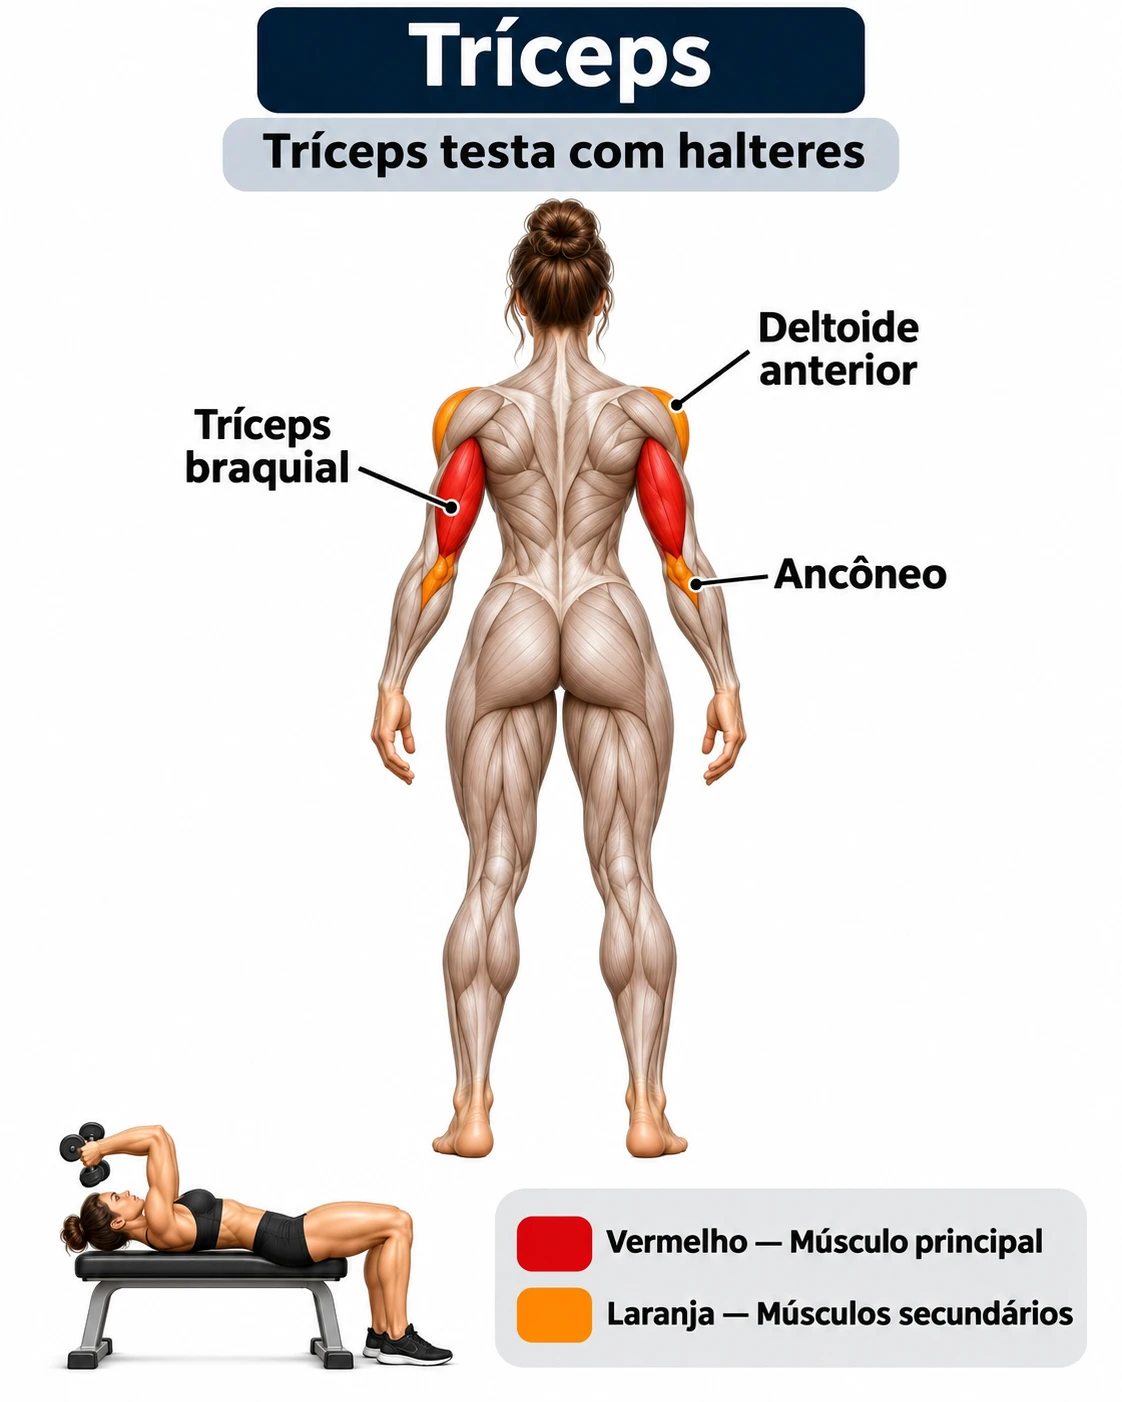 Tríceps
Tríceps testa com halteres
Deltoide
anterior
Tríceps
braquial
Ancôneo
Vermelho — Músculo principal
Laranja — Músculos secundários